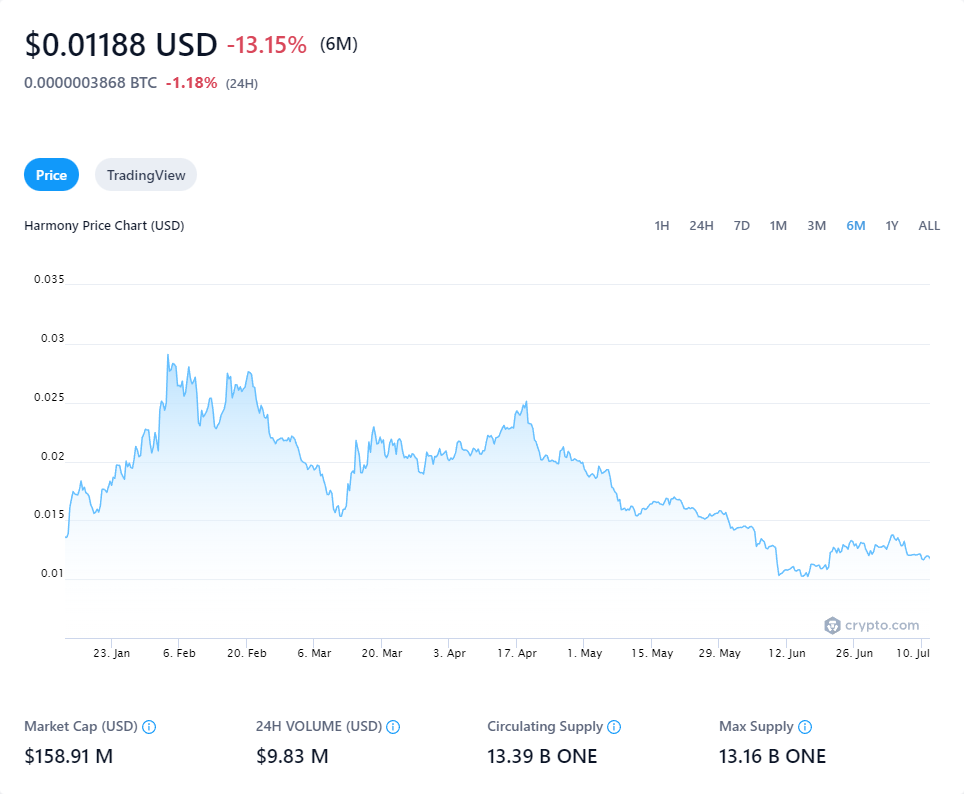 $0.01188 USD -13.15% (6M)
0.0000003868 BTC -1.18% (24H)
Price TradingView
Harmony Price Chart (USD) 1H 24H 7D 1M 3M 6M 1Y ALL
0.035
0.03
0.025
0.02
0.015
0.01
crypto.com
23. Jan 6. Feb 20. Feb 6. Mar 20. Mar 3. Apr 17. Apr 1. May 15. May 29. May 12. Jun 26. Jun 10. Jul
Market Cap (USD) 24H VOLUME (USD) Circulating Supply Max Supply
$158.91 M $9.83 M 13.39 B ONE 13.16 B ONE